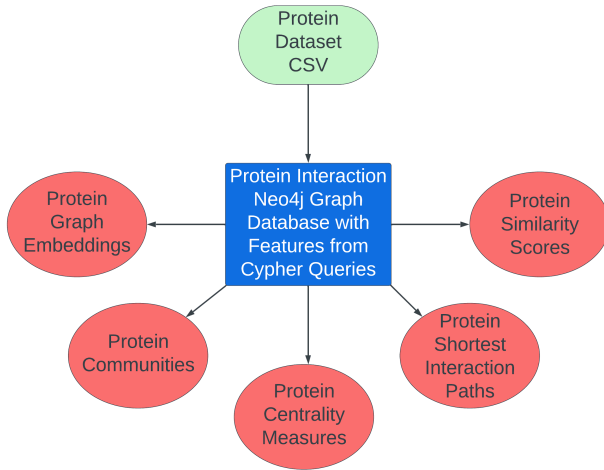 Protein
Dataset
CSV
Protein Interaction
Neo4j Graph
Database with
Features from
Cypher Queries
Protein
Graph
Embeddings
Protein
Similarity
Scores
Protein
Communities
Protein
Shortest
Interaction
Paths
Protein
Centrality
Measures